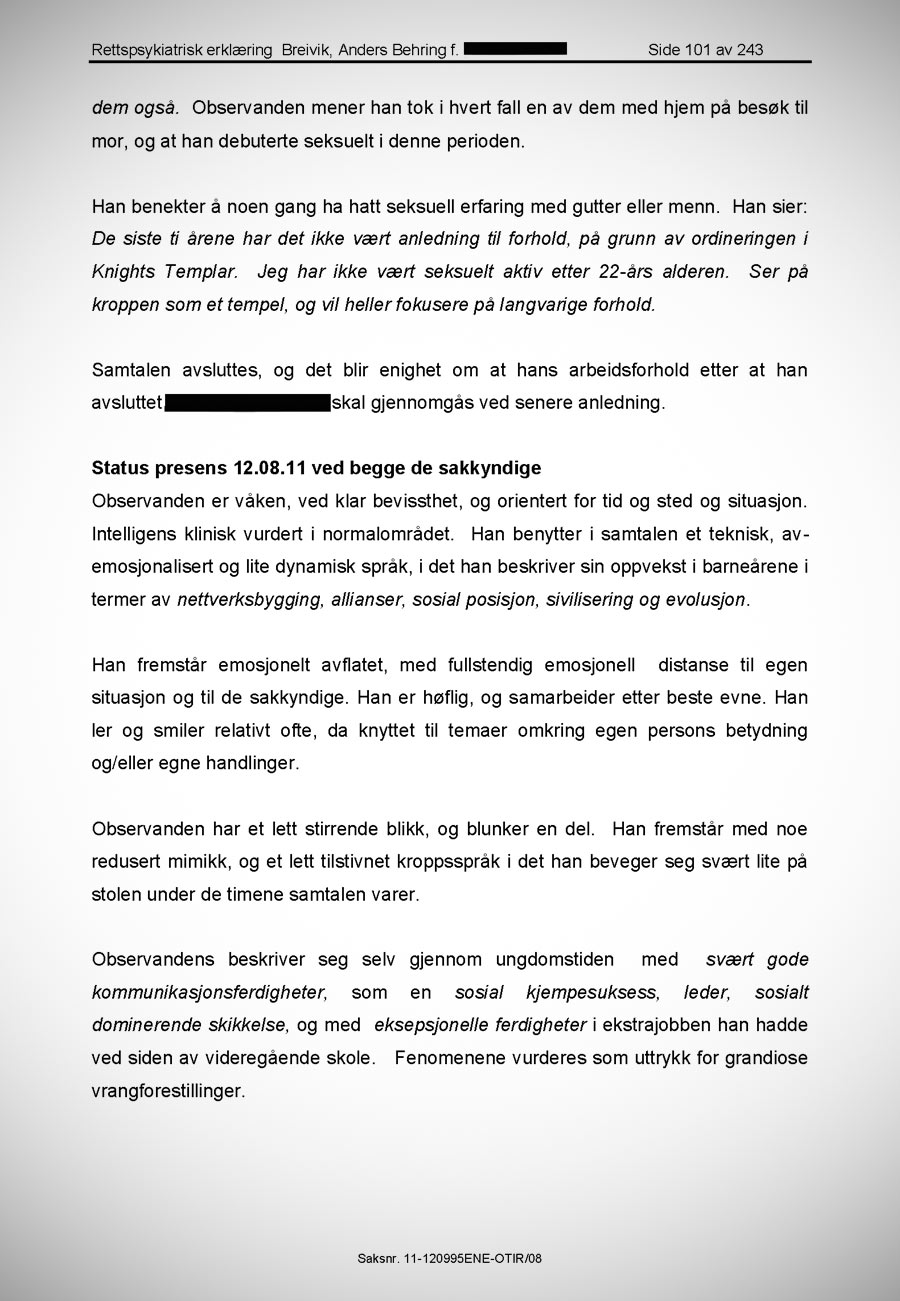 Rettspsykiatrisk erklæring Breivik, Anders Behring f. Side 101 av 243
dem også. Observanden mener han tok i hvert fall en av dem med hjem på besøk til
mor, og at han debuterte seksuelt i denne perioden.
Han benekter å noen gang ha hatt seksuell erfaring med gutter eller menn. Han sier:
De siste ti årene har det ikke vært anledning til forhold, på grunn av ordineringen i
Knights Templar. Jeg har ikke vært seksuelt aktiv etter 22-års alderen. Ser på
kroppen som et tempel, og vil heller fokusere på langvarige forhold.
Samtalen avsluttes, og det blir enighet om at hans arbeidsforhold etter at han
avsluttet skal gjennomgås ved senere anledning.
Status presens 12.08.11 ved begge de sakkyndige
Observanden er våken, ved klar bevissthet, og orientert for tid og sted og situasjon.
Intelligens klinisk vurdert i normalområdet. Han benytter i samtalen et teknisk, av-
emosjonalisert og lite dynamisk språk, i det han beskriver sin oppvekst i barneårene i
termer av nettverksbygging, allianser, sosial posisjon, sivilisering og evolusjon.
Han fremstår emosjonelt avflatet, med fullstendig emosjonell distanse til egen
situasjon og til de sakkyndige. Han er høflig, og samarbeider etter beste evne. Han
ler og smiler relativt ofte, da knyttet til temaer omkring egen persons betydning
og/eller egne handlinger.
Observanden har et lett stirrende blikk, og blunker en del. Han fremstår med noe
redusert mimikk, og et lett tilstivnet kroppsspråk i det han beveger seg svært lite på
stolen under de timene samtalen varer.
Observandens beskriver seg selv gjennom ungdomstiden med svært gode
kommunikasjonsferdigheter, som en sosial kjempesuksess, leder, sosialt
dominerende skikkelse, og med eksepsjonelle ferdigheter i ekstrajobben han hadde
ved siden av videregående skole. Fenomenene vurderes som uttrykk for grandiose
vrangforestillinger.
Saksnr. 11-120995ENE-OTIR/08